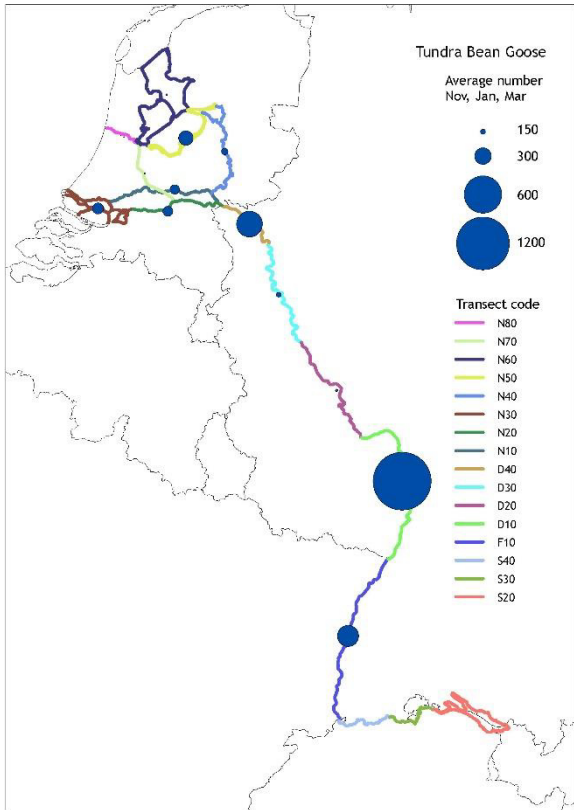 Tundra Bean Goose
Average number
Nov, Jan, Mar
150
300
600
1200
Transect code
N80
N70
N60
N50
N40
N30
N20
N10
D40
D30
D20
D10
F10
S40
S30
S20